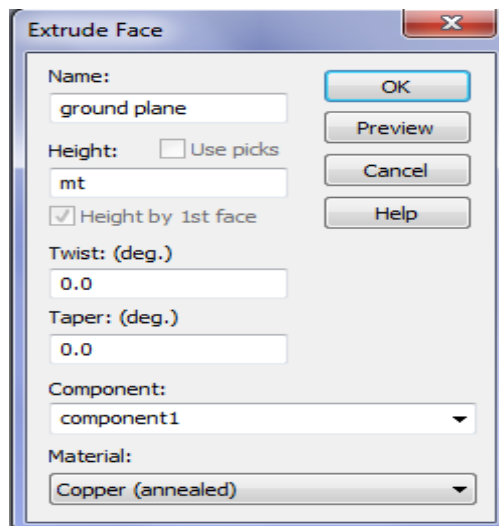 Extrude Face
x
Name:
ground plane
OK
Preview
Height:
Use picks
Cancel
mt
Height by 1st face
Help
Twist: (deg.)
0.0
Taper: (deg.)
0.0
Component:
component1
Material:
Copper (annealed)